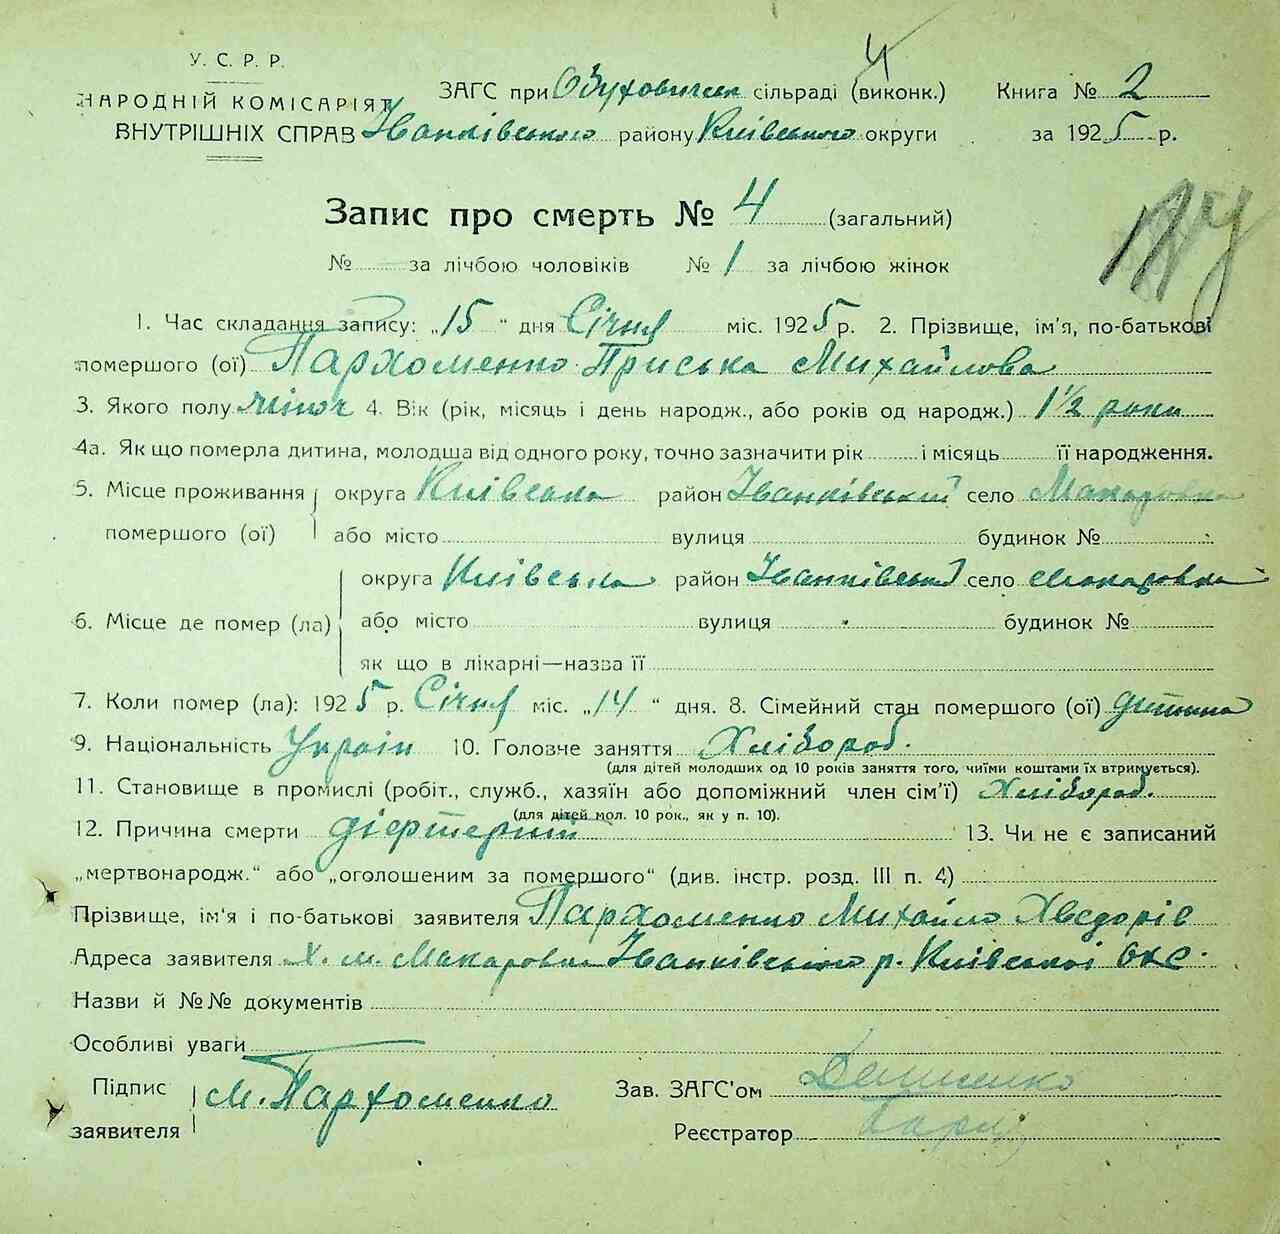 У. С. Р. Р.
НАРОДНІЙ КОМІСАРІЯТ
ВНУТРІШНІХ СПРАВ
ЗАГС при Обуховицькій сільраді (виконк.) Книга № 2
Іванківського району Київського округи за 1925 р.
Запис про смерть № 4 (загальний)
№ за лічбою чоловіків № 1 за лічбою жінок
1. Час складання запису: „15“ дня Січня міс. 1925 р. 2. Прізвище, ім'я, по-батькові
помершого (ої) Пархоменко Приська Михайлова
3. Якого полу жіноч 4. Вік (рік, місяць і день народж., або років од народж.) 1½ роки
4а. Як що померла дитина, молодша від одного року, точно зазначити рік і місяць її народження.
5. Місце проживання помершого (ої) округа Київська район Іванківський село Макаровка
або місто вулиця будинок №
6. Місце де помер (ла) округа Київська район Іванківський село Макаровка
або місто вулиця будинок №
як що в лікарні—назва її
7. Коли помер (ла): 1925 р. Січня міс. „14“ дня. 8. Сімейний стан помершого (ої) дитина
9. Національність Україн 10. Головче заняття Хлібороб.
(для дітей молодших од 10 років заняття того, чиїми коштами їх втримується).
11. Становище в промислі (робіт., служб., хазяїн або допоміжний член сім'ї) Хлібороб.
(для дітей мол. 10 рок., як у п. 10).
12. Причина смерти діфтерит 13. Чи не є записаний
„мертвонародж.“ або „оголошеним за помершого“ (див. інстр. розд. III п. 4)
Прізвище, ім'я і по-батькові заявителя Пархоменко Михайло Хведорів
Адреса заявителя х. м. Макаровка Іванківського р. Київської окр.
Назви й №№ документів
Особливі уваги
Підпис заявителя М. Пархоменко
Зав. ЗАГС'ом
Реєстратор